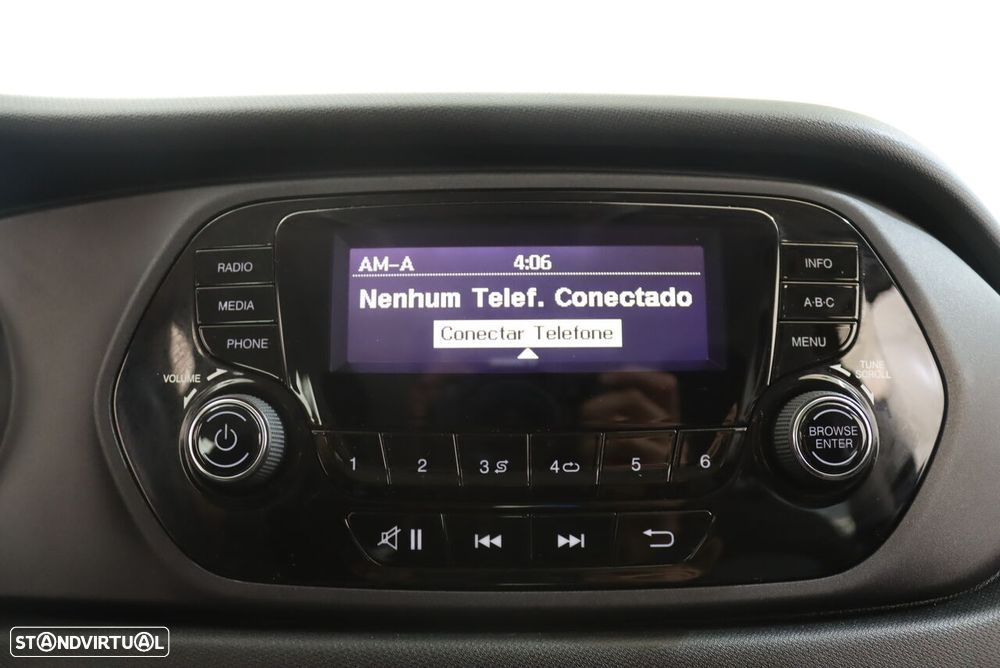 AM-A 4:06
Nenhum Telef. Conectado
Conectar Telefone
RADIO
MEDIA
PHONE
INFO
A·B·C
MENU
VOLUME
TUNE
SCROLL
BROWSE
ENTER
1 2 3 4 5 6
STANDVIRTUAL